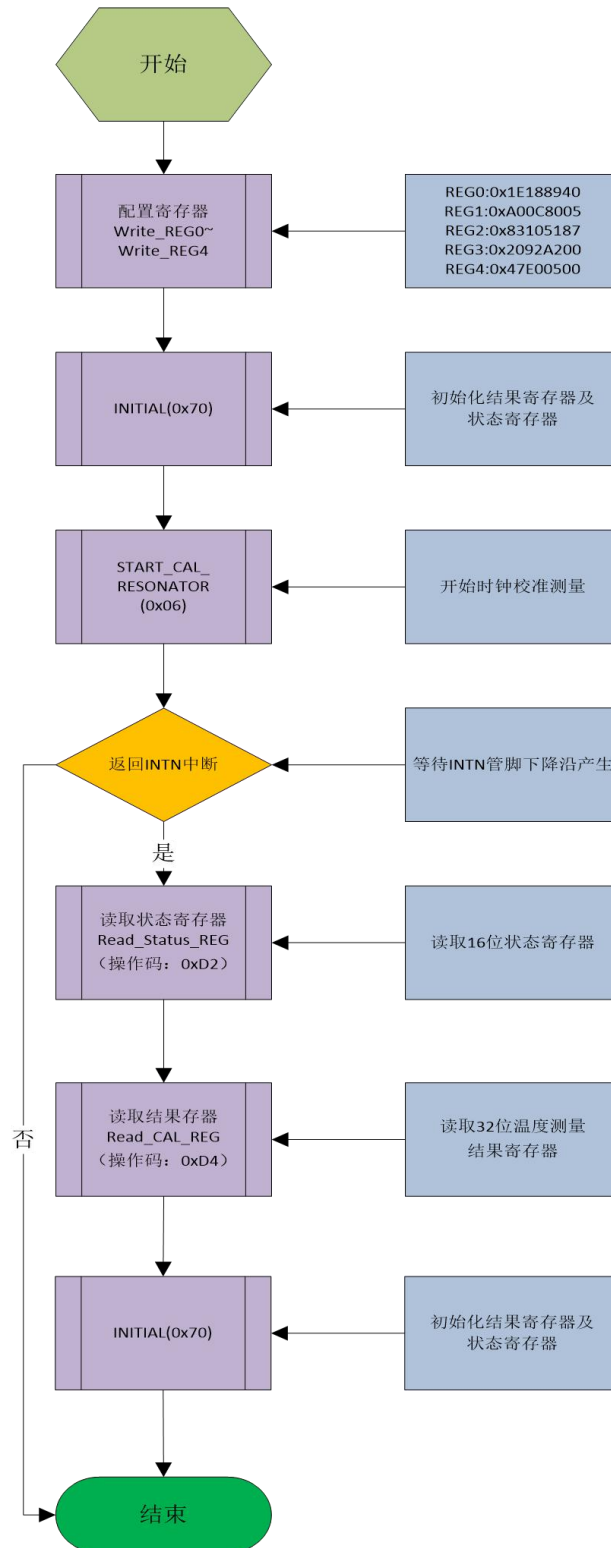 开始
配置寄存器
Write_REG0~
Write_REG4
REG0:0x1E188940
REG1:0xA00C8005
REG2:0x83105187
REG3:0x2092A200
REG4:0x47E00500
INITIAL(0x70)
初始化结果寄存器及
状态寄存器
START_CAL_
RESONATOR
(0x06)
开始时钟校准测量
返回INTN中断
等待INTN管脚下降沿产生
是
读取状态寄存器
Read_Status_REG
（操作码：0xD2）
读取16位状态寄存器
否
读取结果存器
Read_CAL_REG
（操作码：0xD4）
读取32位温度测量
结果寄存器
INITIAL(0x70)
初始化结果寄存器及
状态寄存器
结束